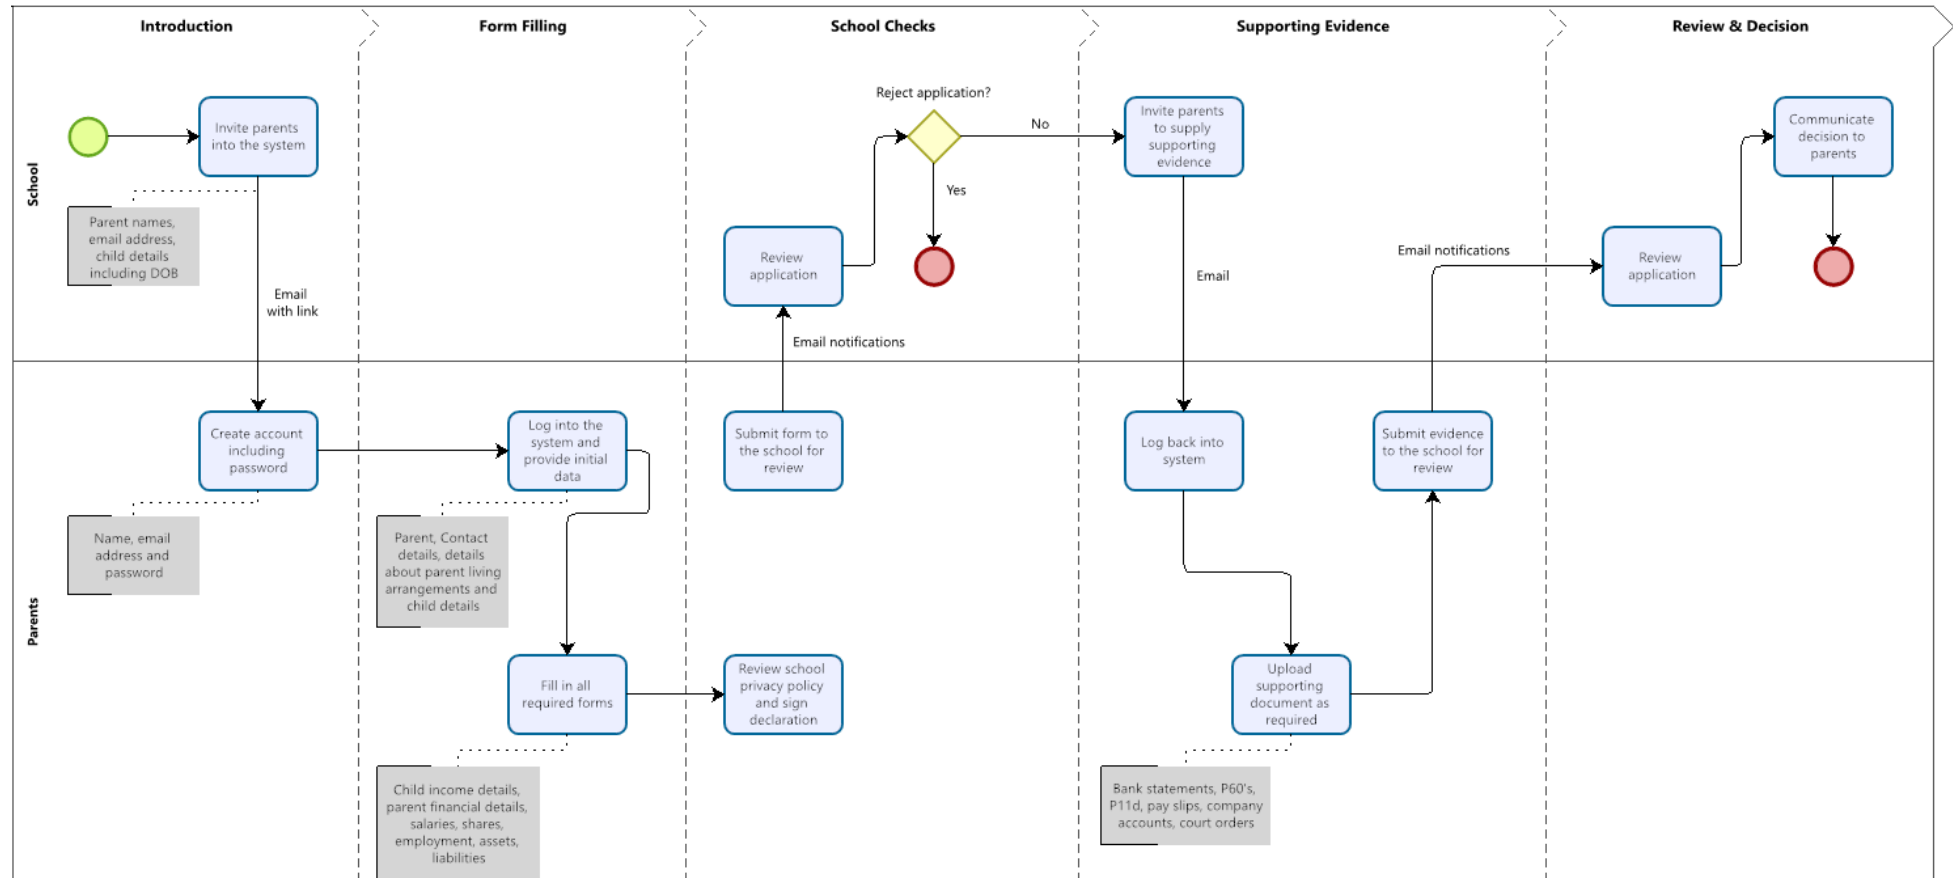 Introduction
Form Filling
School Checks
Supporting Evidence
Review & Decision
School
Invite parents
into the system
Parent names,
email address,
child details
including DOB
Email
with link
Reject application?
No
Yes
Review
application
Email notifications
Invite parents
to supply
supporting
evidence
Email
Email notifications
Review
application
Communicate
decision to
parents
Parents
Create account
including
password
Name, email
address and
password
Log into the
system and
provide initial
data
Parent, Contact
details, details
about parent living
arrangements and
child details
Fill in all
required forms
Child income details,
parent financial details,
salaries, shares,
employment, assets,
liabilities
Submit form to
the school for
review
Review school
privacy policy
and sign
declaration
Log back into
system
Upload
supporting
document as
required
Bank statements, P60's,
P11d, pay slips, company
accounts, court orders
Submit evidence
to the school for
review